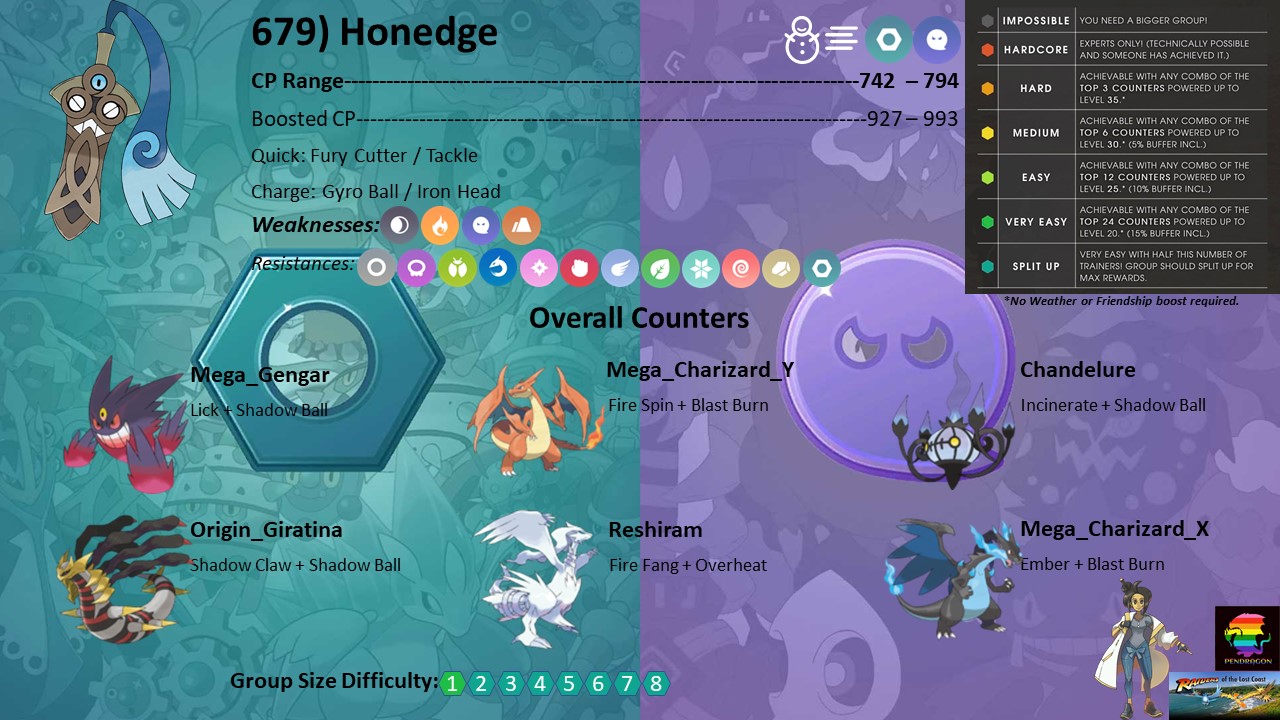 679) Honedge
CP Range--------------------------------------------------------------------------------------742 – 794
Boosted CP-------------------------------------------------------------------------------------927 – 993
Quick: Fury Cutter / Tackle
Charge: Gyro Ball / Iron Head
Weaknesses:
Resistances:
IMPOSSIBLE YOU NEED A BIGGER GROUP!
HARDCORE EXPERTS ONLY! (TECHNICALLY POSSIBLE
AND SOMEONE HAS ACHIEVED IT.)
HARD ACHIEVABLE WITH ANY COMBO OF THE
TOP 3 COUNTERS POWERED UP TO
LEVEL 35.*
MEDIUM ACHIEVABLE WITH ANY COMBO OF THE
TOP 6 COUNTERS POWERED UP TO
LEVEL 30.* (5% BUFFER INCL.)
EASY ACHIEVABLE WITH ANY COMBO OF THE
TOP 12 COUNTERS POWERED UP TO
LEVEL 25.* (10% BUFFER INCL.)
VERY EASY ACHIEVABLE WITH ANY COMBO OF THE
TOP 24 COUNTERS POWERED UP TO
LEVEL 20.* (15% BUFFER INCL.)
SPLIT UP VERY EASY WITH HALF THIS NUMBER OF
TRAINERS! GROUP SHOULD SPLIT UP FOR
MAX REWARDS.
*No Weather or Friendship boost required.
Overall Counters
Mega_Gengar
Lick + Shadow Ball
Mega_Charizard_Y
Fire Spin + Blast Burn
Chandelure
Incinerate + Shadow Ball
Origin_Giratina
Shadow Claw + Shadow Ball
Reshiram
Fire Fang + Overheat
Mega_Charizard_X
Ember + Blast Burn
Group Size Difficulty: 1 2 3 4 5 6 7 8
PENDRAGON
RAIDERS of the Lost Coast